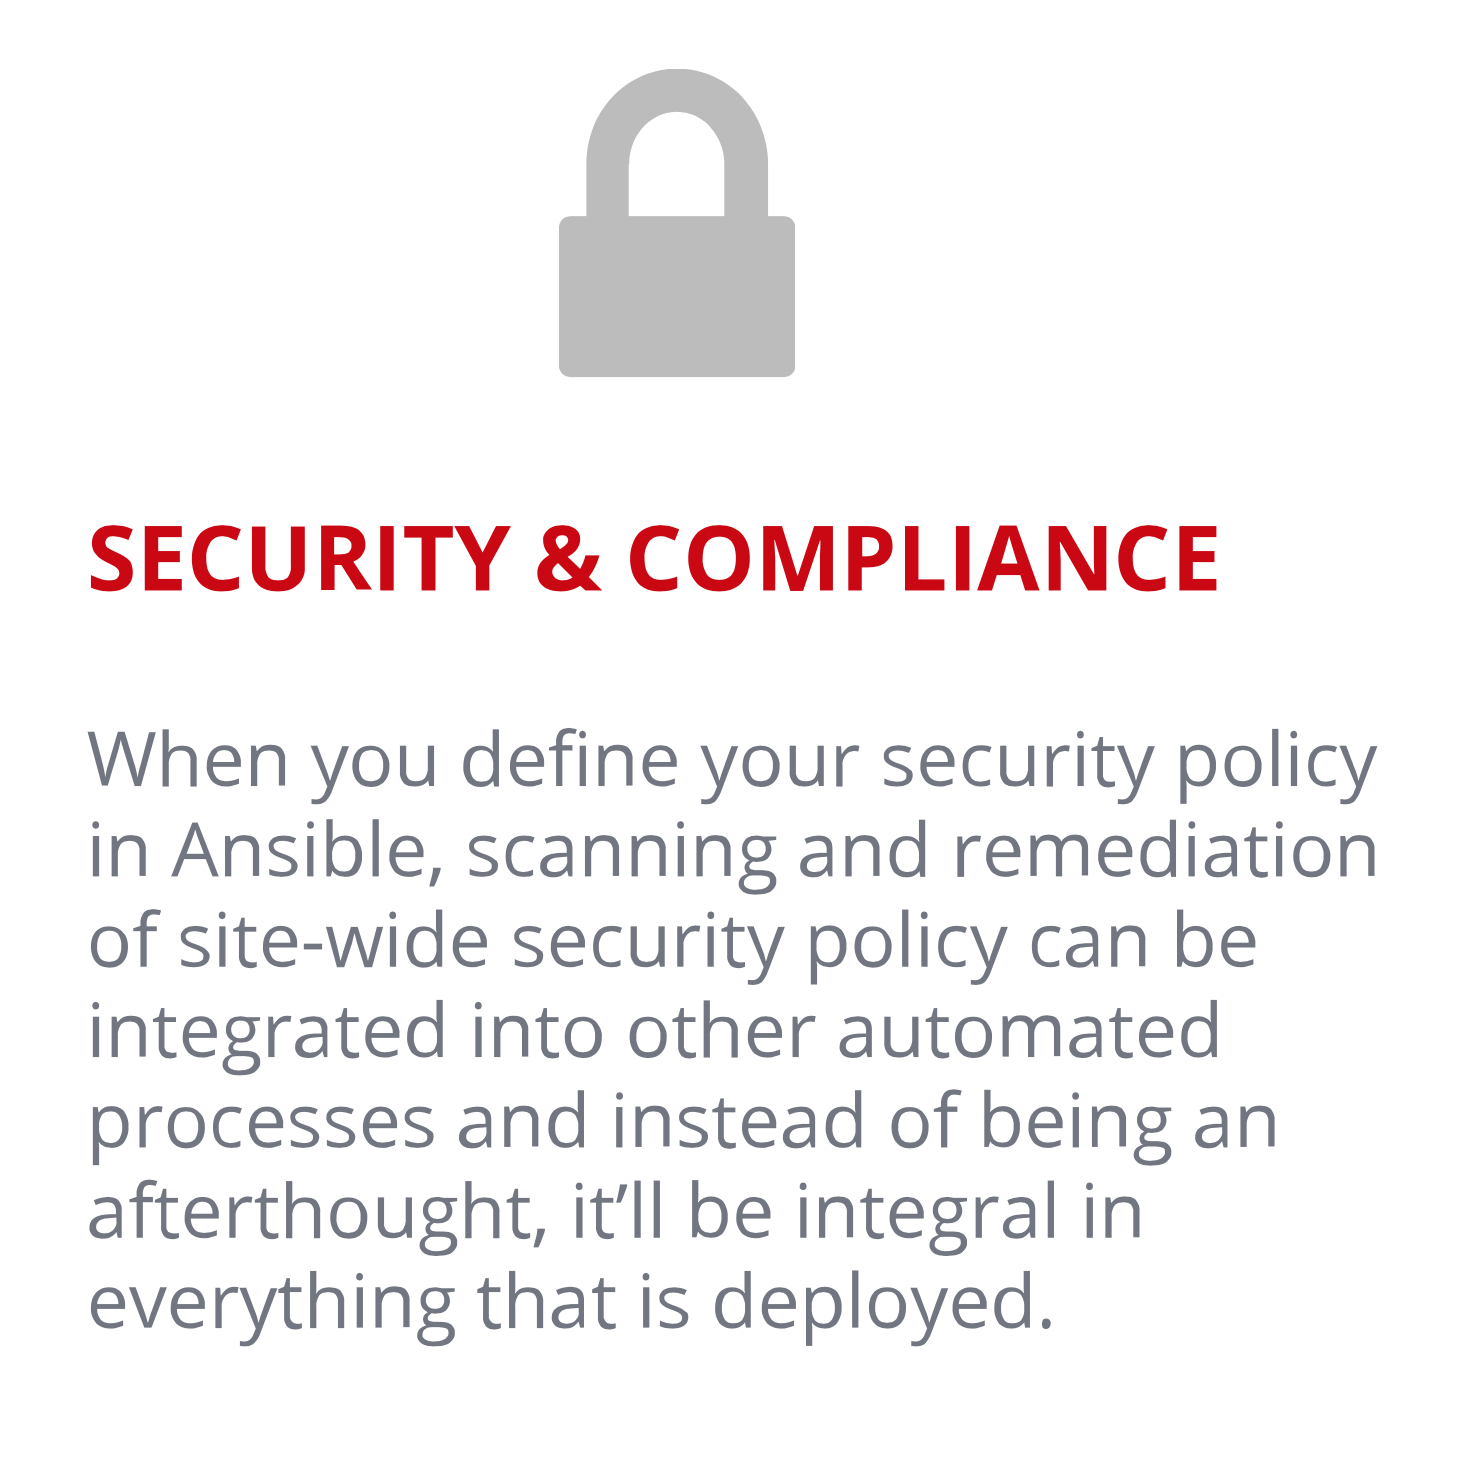 SECURITY & COMPLIANCE
When you define your security policy
in Ansible, scanning and remediation
of site-wide security policy can be
integrated into other automated
processes and instead of being an
afterthought, it’ll be integral in
everything that is deployed.